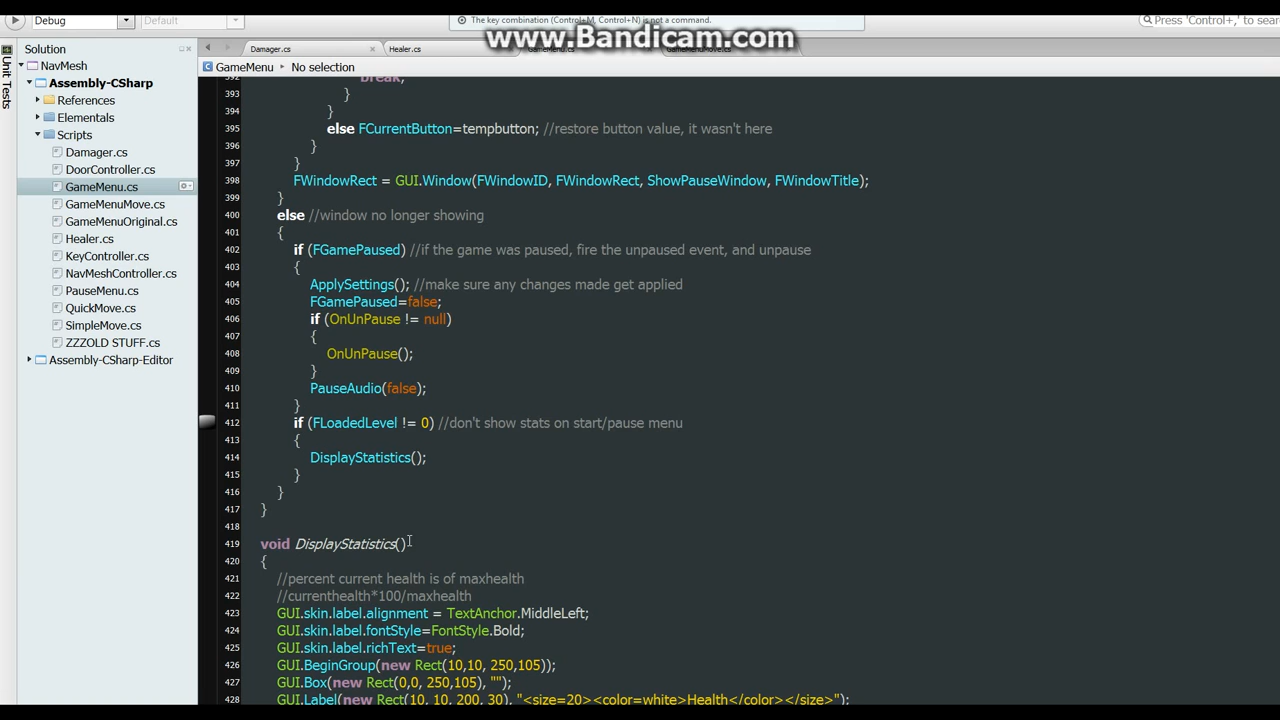 Debug
Default
The key combination (Control+M, Control+N) is not a command.
Press 'Control+,' to sear
www.Bandicam.com
Unit Tests
Solution
NavMesh
Assembly-CSharp
References
Elementals
Scripts
Damager.cs
DoorController.cs
GameMenu.cs
GameMenuMove.cs
GameMenuOriginal.cs
Healer.cs
KeyController.cs
NavMeshController.cs
PauseMenu.cs
QuickMove.cs
SimpleMove.cs
ZZZOLD STUFF.cs
Assembly-CSharp-Editor
Damager.cs
Healer.cs
GameMenu.cs
GameMenuMove.cs
GameMenu
No selection
392 break;
393 }
394 }
395 else FCurrentButton=tempbutton; //restore button value, it wasn't here
396 }
397 }
398 FWindowRect = GUI.Window(FWindowID, FWindowRect, ShowPauseWindow, FWindowTitle);
399 }
400 else //window no longer showing
401 {
402 if (FGamePaused) //if the game was paused, fire the unpaused event, and unpause
403 {
404 ApplySettings(); //make sure any changes made get applied
405 FGamePaused=false;
406 if (OnUnPause != null)
407 {
408 OnUnPause();
409 }
410 PauseAudio(false);
411 }
412 if (FLoadedLevel != 0) //don't show stats on start/pause menu
413 {
414 DisplayStatistics();
415 }
416 }
417 }
418
419 void DisplayStatistics()
420 {
421 //percent current health is of maxhealth
422 //currenthealth*100/maxhealth
423 GUI.skin.label.alignment = TextAnchor.MiddleLeft;
424 GUI.skin.label.fontStyle=FontStyle.Bold;
425 GUI.skin.label.richText=true;
426 GUI.BeginGroup(new Rect(10,10, 250,105));
427 GUI.Box(new Rect(0,0, 250,105), "");
428 GUI.Label(new Rect(10, 10, 200, 30), "<size=20><color=white>Health</color></size>");